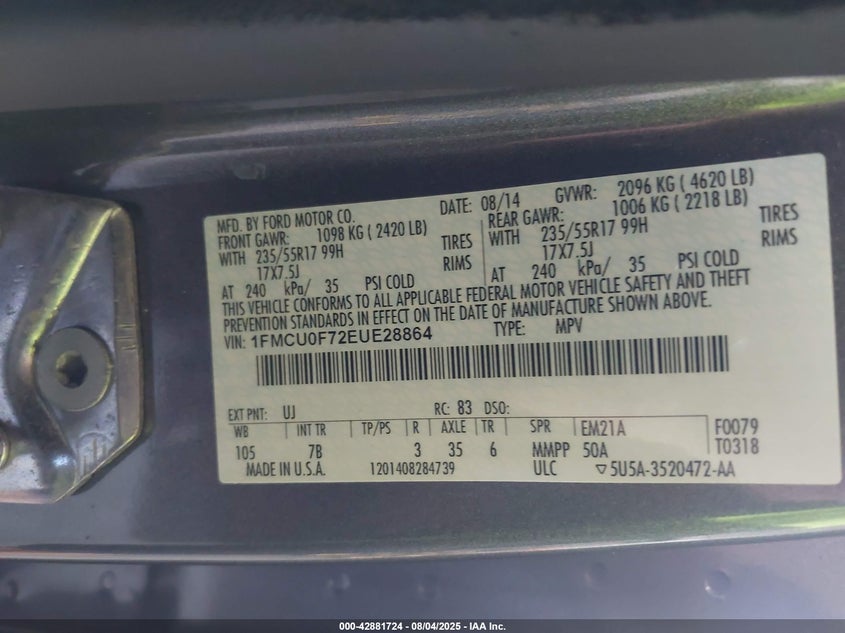 MFD. BY FORD MOTOR CO. DATE: 08/14 GVWR: 2096 KG ( 4620 LB)
FRONT GAWR: 1098 KG ( 2420 LB) REAR GAWR: 1006 KG ( 2218 LB)
WITH 235/55R17 99H TIRES WITH 235/55R17 99H TIRES
17X7.5J RIMS 17X7.5J RIMS
AT 240 kPa/ 35 PSI COLD AT 240 kPa/ 35 PSI COLD
THIS VEHICLE CONFORMS TO ALL APPLICABLE FEDERAL MOTOR VEHICLE SAFETY AND THEFT
PREVENTION STANDARDS IN EFFECT ON THE DATE OF MANUFACTURE SHOWN ABOVE.
VIN: 1FMCU0F72EUE28864 TYPE: MPV
EXT PNT: UJ RC: 83 DSO:
WB INT TR TP/PS R AXLE TR SPR EM21A F0079
105 7B 3 35 6 MMPP 50A T0318
MADE IN U.S.A. 1201408284739 ULC ▽5U5A-3520472-AA
000-42881724 - 08/04/2025 - IAA Inc.